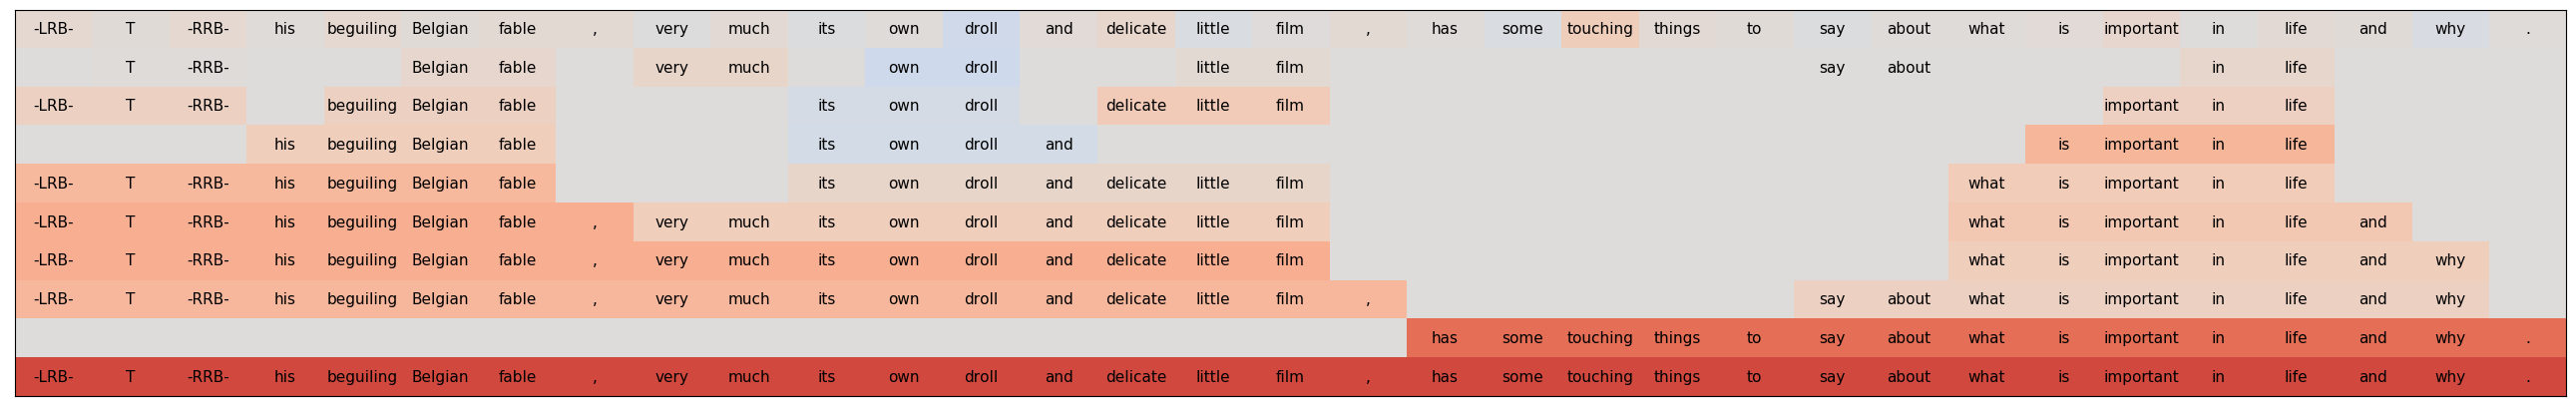 -LRB- T -RRB- his beguiling Belgian fable , very much its own droll and delicate little film , has some touching things to say about what is important in life and why .
T -RRB- Belgian fable very much own droll little film say about in life
-LRB- T -RRB- beguiling Belgian fable its own droll delicate little film important in life
his beguiling Belgian fable its own droll and is important in life
-LRB- T -RRB- his beguiling Belgian fable its own droll and delicate little film what is important in life
-LRB- T -RRB- his beguiling Belgian fable , very much its own droll and delicate little film what is important in life and
-LRB- T -RRB- his beguiling Belgian fable , very much its own droll and delicate little film what is important in life and why
-LRB- T -RRB- his beguiling Belgian fable , very much its own droll and delicate little film , say about what is important in life and why
has some touching things to say about what is important in life and why .
-LRB- T -RRB- his beguiling Belgian fable , very much its own droll and delicate little film , has some touching things to say about what is important in life and why .